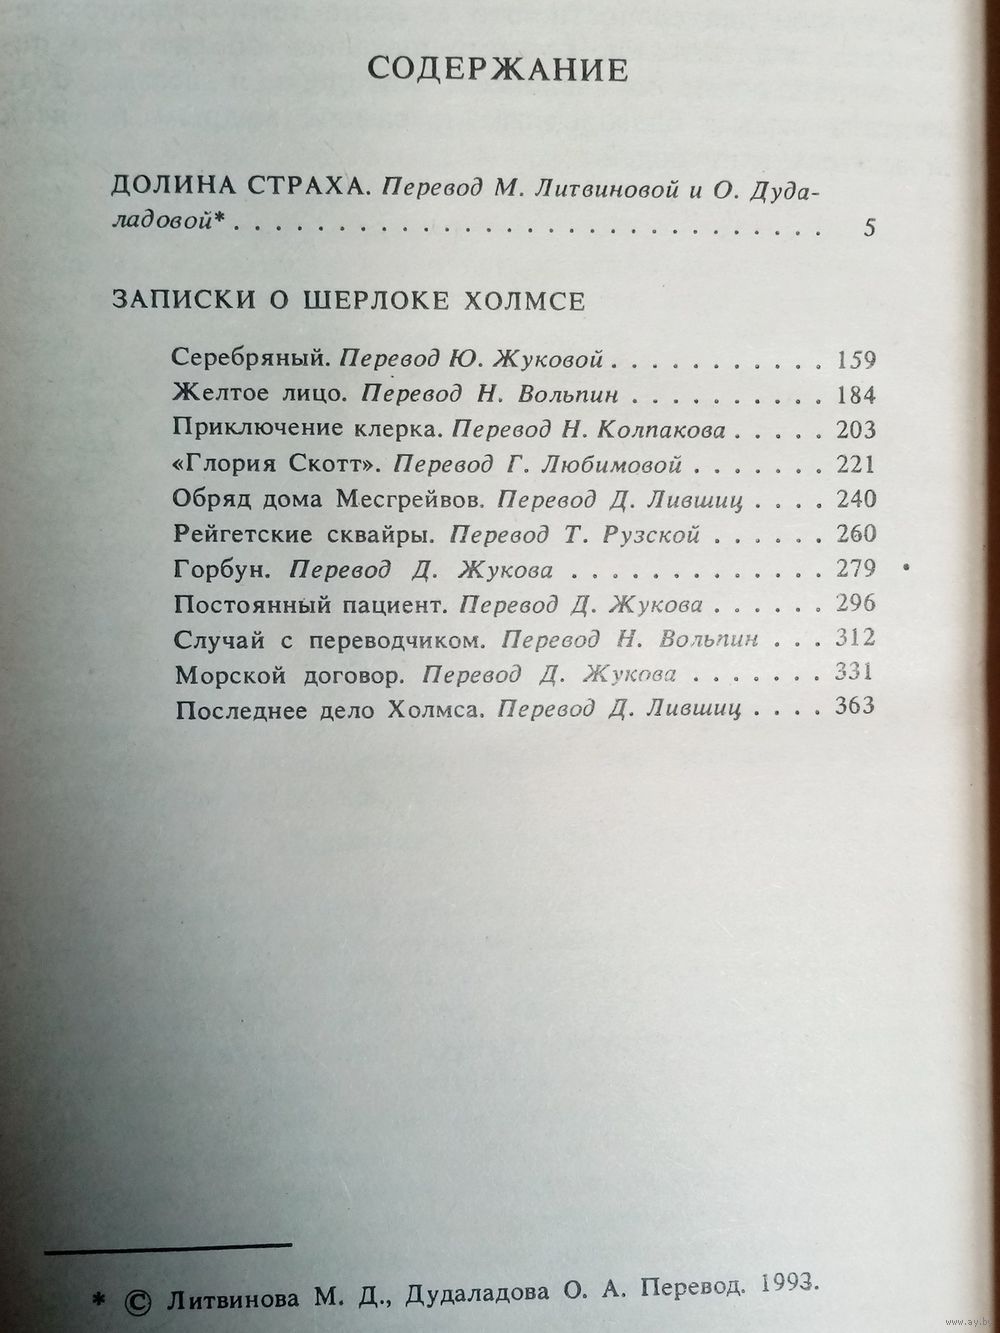 СОДЕРЖАНИЕ
ДОЛИНА СТРАХА. Перевод М. Литвиновой и О. Дуда-
ладовой* . . . . . . . . . . . . . . . . . . . . . . . . . . . . . 5
ЗАПИСКИ О ШЕРЛОКЕ ХОЛМСЕ
Серебряный. Перевод Ю. Жуковой . . . . . . . . . . . 159
Желтое лицо. Перевод Н. Вольпин . . . . . . . . . . 184
Приключение клерка. Перевод Н. Колпакова . . . . . 203
«Глория Скотт». Перевод Г. Любимовой . . . . . . . 221
Обряд дома Месгрейвов. Перевод Д. Лившиц . . . . 240
Рейгетские сквайры. Перевод Т. Рузской . . . . . . 260
Горбун. Перевод Д. Жукова . . . . . . . . . . . . . 279
Постоянный пациент. Перевод Д. Жукова . . . . . . 296
Случай с переводчиком. Перевод Н. Вольпин . . . 312
Морской договор. Перевод Д. Жукова . . . . . . . 331
Последнее дело Холмса. Перевод Д. Лившиц . . . . 363
* © Литвинова М. Д., Дудаладова О. А. Перевод. 1993.
www.ay.by